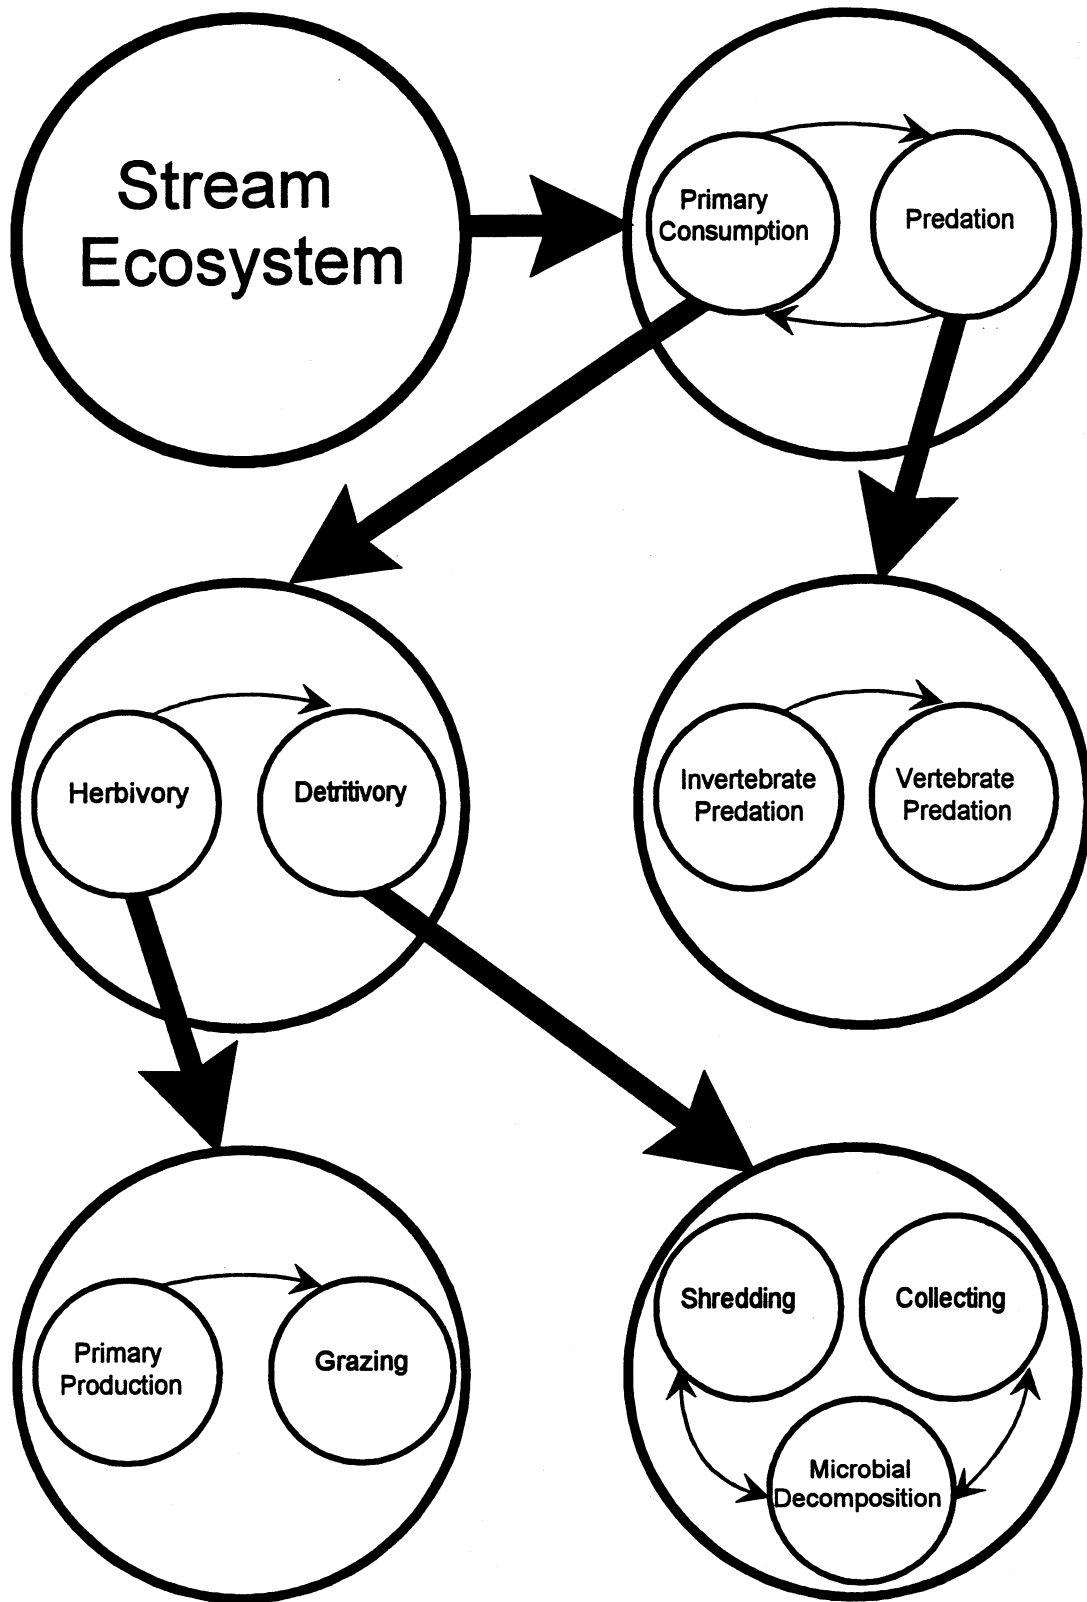 Stream
Ecosystem
Primary
Consumption
Predation
Herbivory
Detritivory
Invertebrate
Predation
Vertebrate
Predation
Primary
Production
Grazing
Shredding
Collecting
Microbial
Decomposition